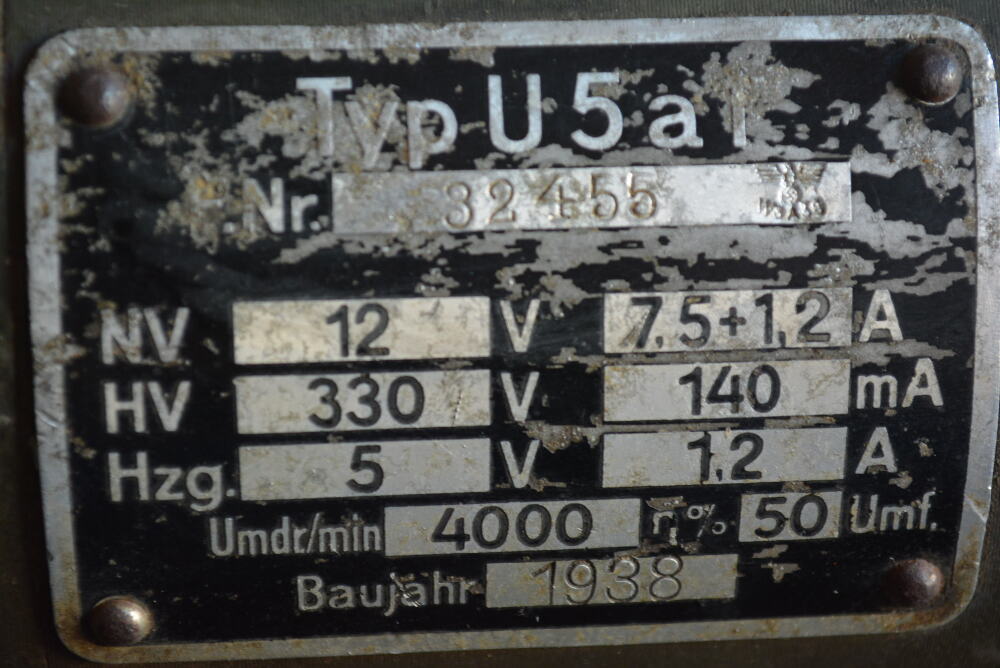 Typ U5a1
F.Nr. 32455
NV 12 V 7,5+1,2 A
HV 330 V 140 mA
Hzg. 5 V 1,2 A
Umdr/min 4000 η% 50 Umf.
Baujahr 1938